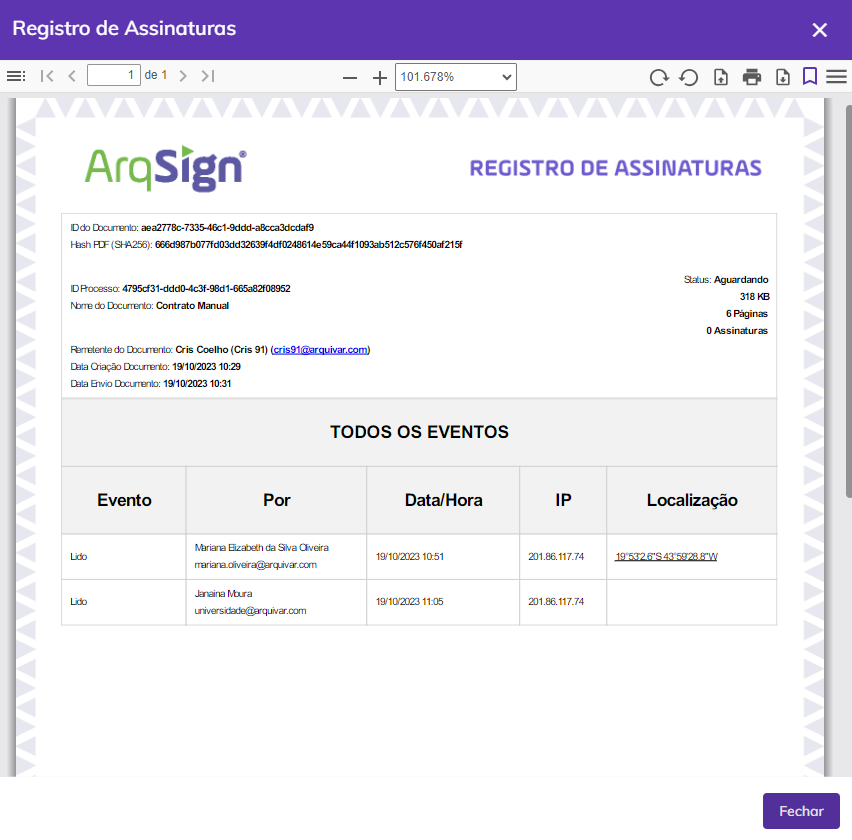 Registro de Assinaturas
1 de 1
101.678%
ArqSign®
REGISTRO DE ASSINATURAS
ID do Documento: aea2778c-7335-46c1-9ddd-a8cca3dcdaf9
Hash PDF (SHA256): 666d987b077fd03dd32639f4df0248614e59ca44f1093ab512c576f450af215f
Status: Aguardando
ID Processo: 4795cf31-ddd0-4c3f-98d1-665a82f08952
318 KB
Nome do Documento: Contrato Manual
6 Páginas
0 Assinaturas
Remetente do Documento: Cris Coelho (Cris 91) (cris91@arquivar.com)
Data Criação Documento: 19/10/2023 10:29
Data Envio Documento: 19/10/2023 10:31
TODOS OS EVENTOS
Evento Por Data/Hora IP Localização
Mariana Elizabeth da Silva Oliveira
Lido 19/10/2023 10:51 201.86.117.74 19°53'2.6"S 43°59'28.8"W
mariana.oliveira@arquivar.com
Janaina Moura
Lido 19/10/2023 11:05 201.86.117.74
universidade@arquivar.com
Fechar